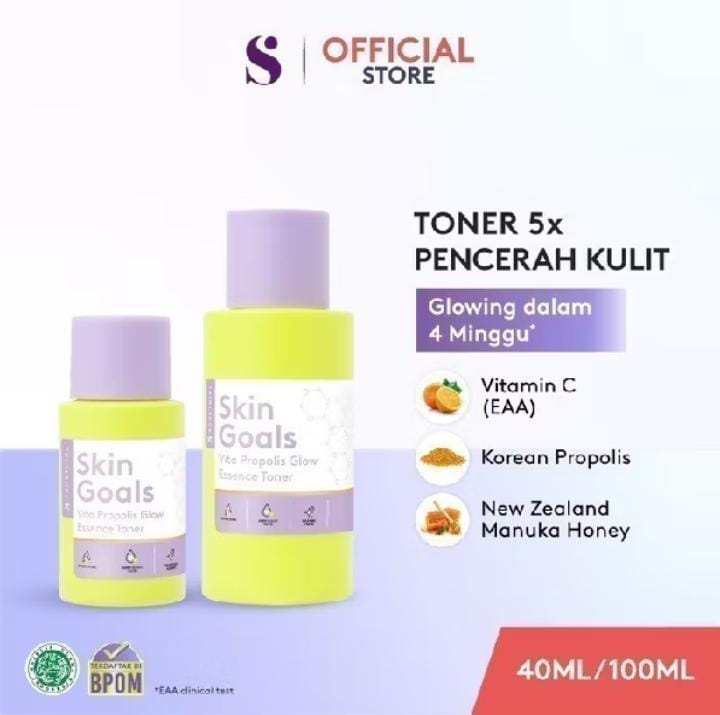 S
OFFICIAL
STORE
TONER 5x
PENCERAH KULIT
Glowing dalam
4 Minggu*
Vitamin C
(EAA)
Korean Propolis
New Zealand
Manuka Honey
Skin
Goals
Vita Propolis Glow
Essence Toner
Skin
Goals
Vita Propolis Glow
Essence Toner
TERDAFTAR DI
BPOM
*EAA clinical test
40ML/100ML